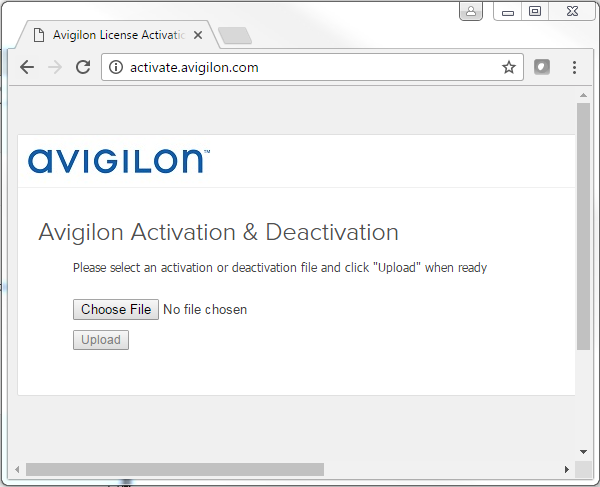 Avigilon License Activatio
activate.avigilon.com
avigilon™
Avigilon Activation & Deactivation
Please select an activation or deactivation file and click "Upload" when ready
Choose File No file chosen
Upload